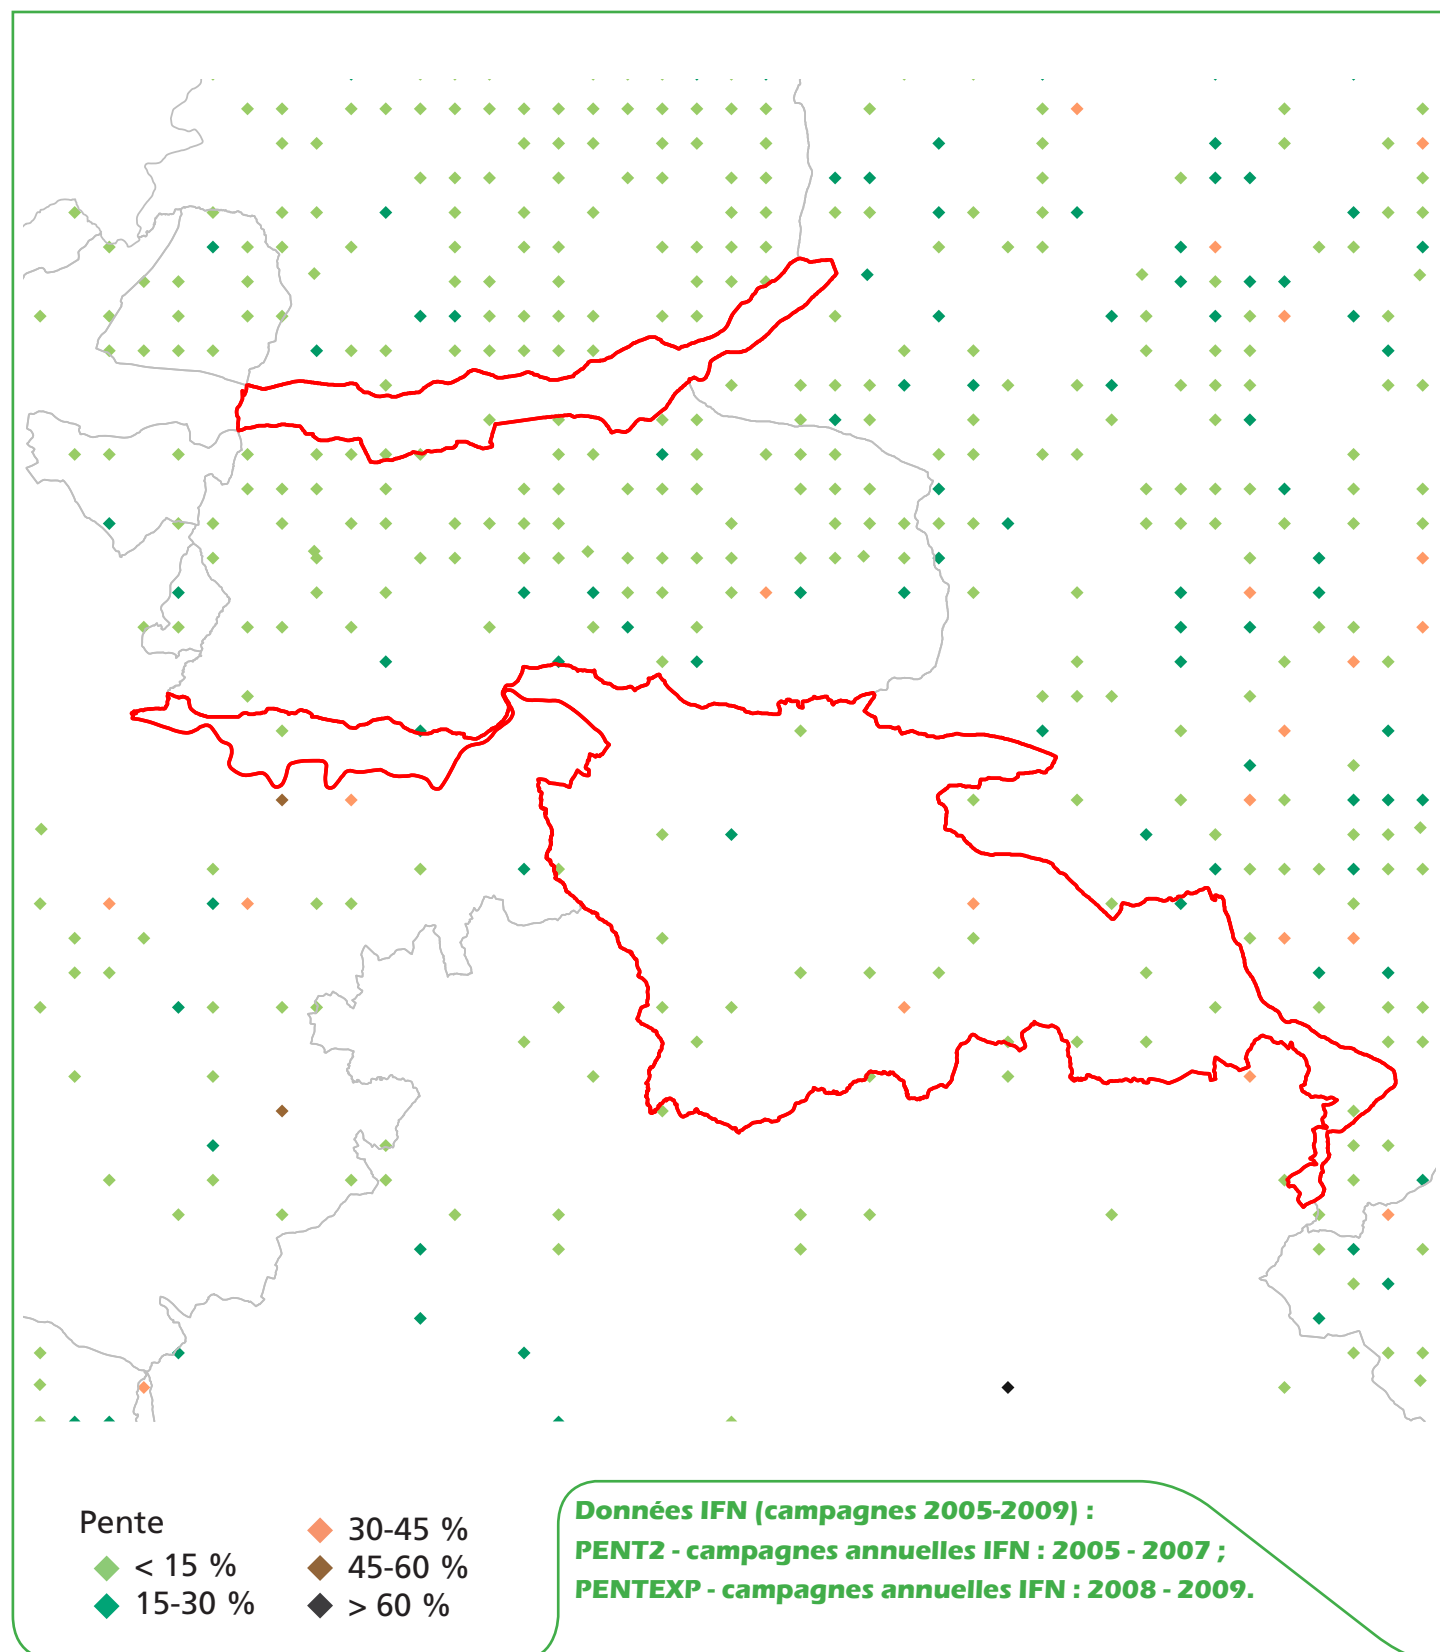 Pente
< 15 %
15-30 %
30-45 %
45-60 %
> 60 %
Données IFN (campagnes 2005-2009) :
PENT2 - campagnes annuelles IFN : 2005 - 2007 ;
PENTEXP - campagnes annuelles IFN : 2008 - 2009.